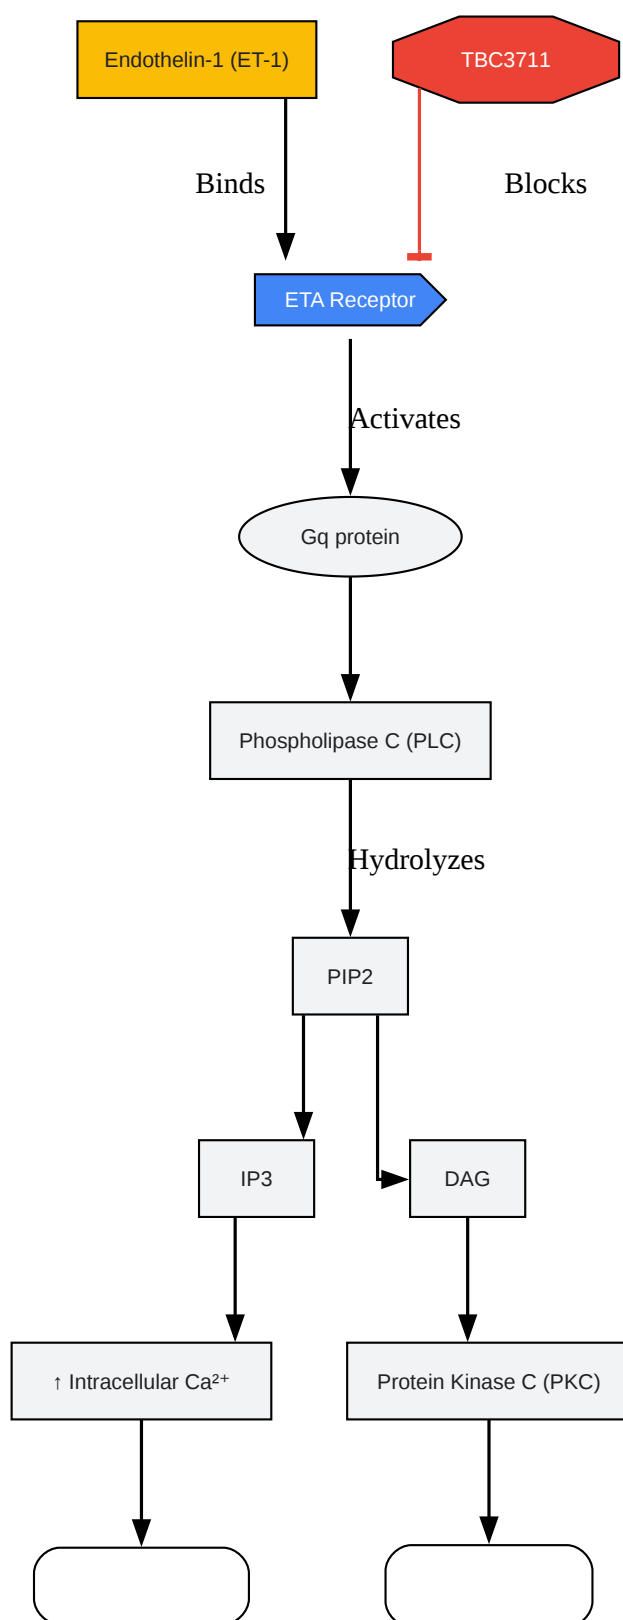 Endothelin-1 (ET-1)
TBC3711
Binds
Blocks
ETA Receptor
Activates
Gq protein
Phospholipase C (PLC)
Hydrolyzes
PIP2
IP3
DAG
↑ Intracellular Ca²⁺
Protein Kinase C (PKC)